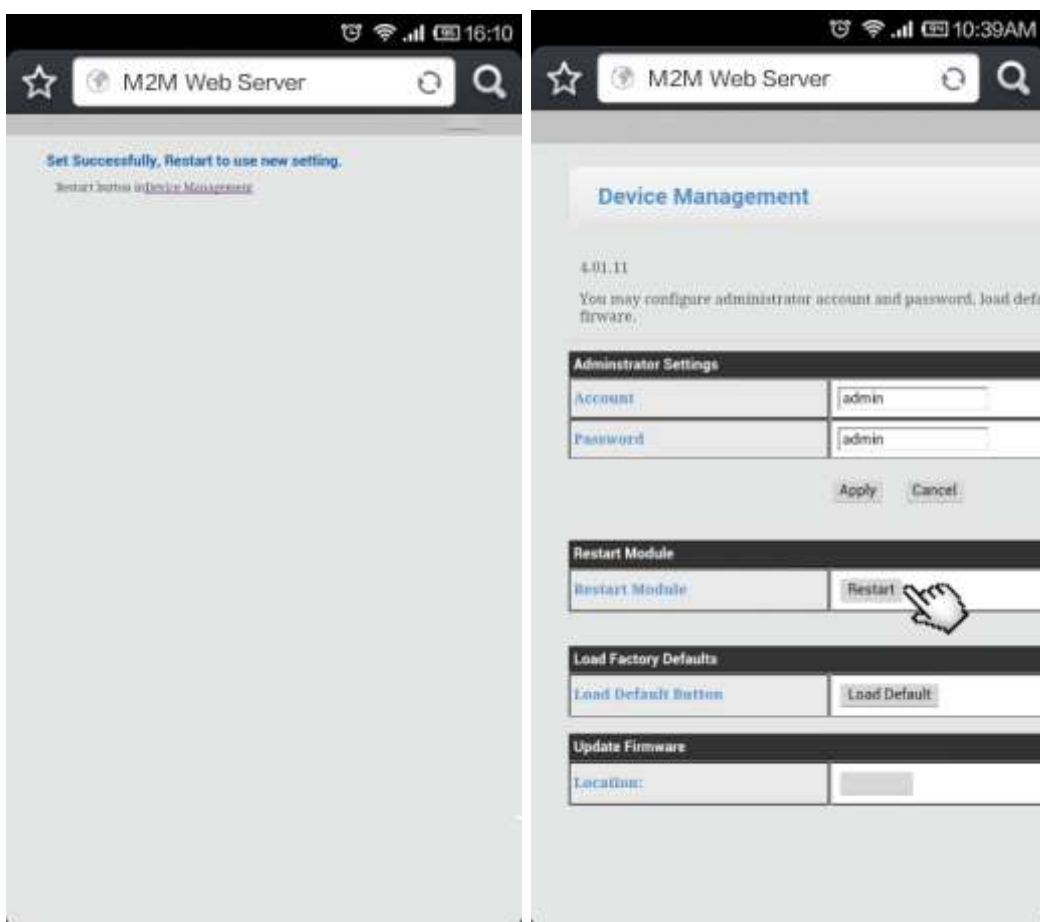 16:10
M2M Web Server
Set Successfully, Restart to use new setting.
Restart button in Device Management
10:39AM
M2M Web Server
Device Management
4.01.11
You may configure administrator account and password, load defa
firware.
Adminstrator Settings
Account
admin
Password
admin
Apply Cancel
Restart Module
Restart Module
Restart
Load Factory Defaults
Load Default Button
Load Default
Update Firmware
Location: